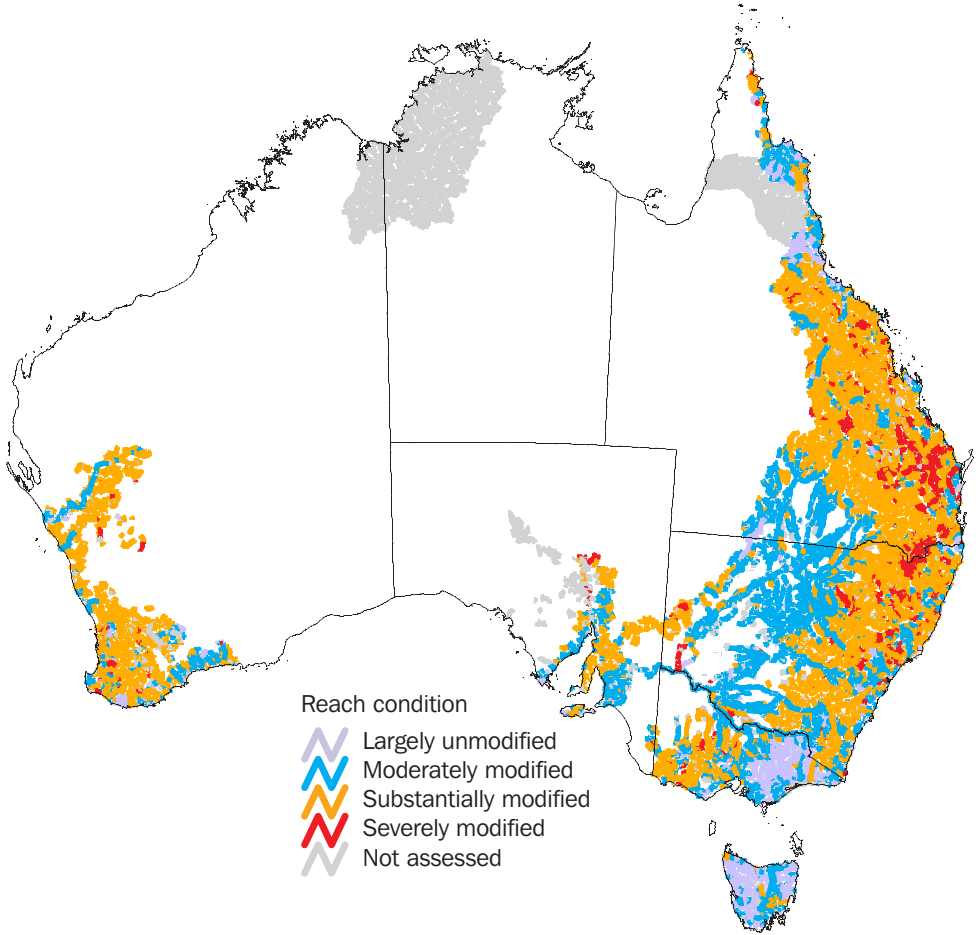 Reach condition
Largely unmodified
Moderately modified
Substantially modified
Severely modified
Not assessed